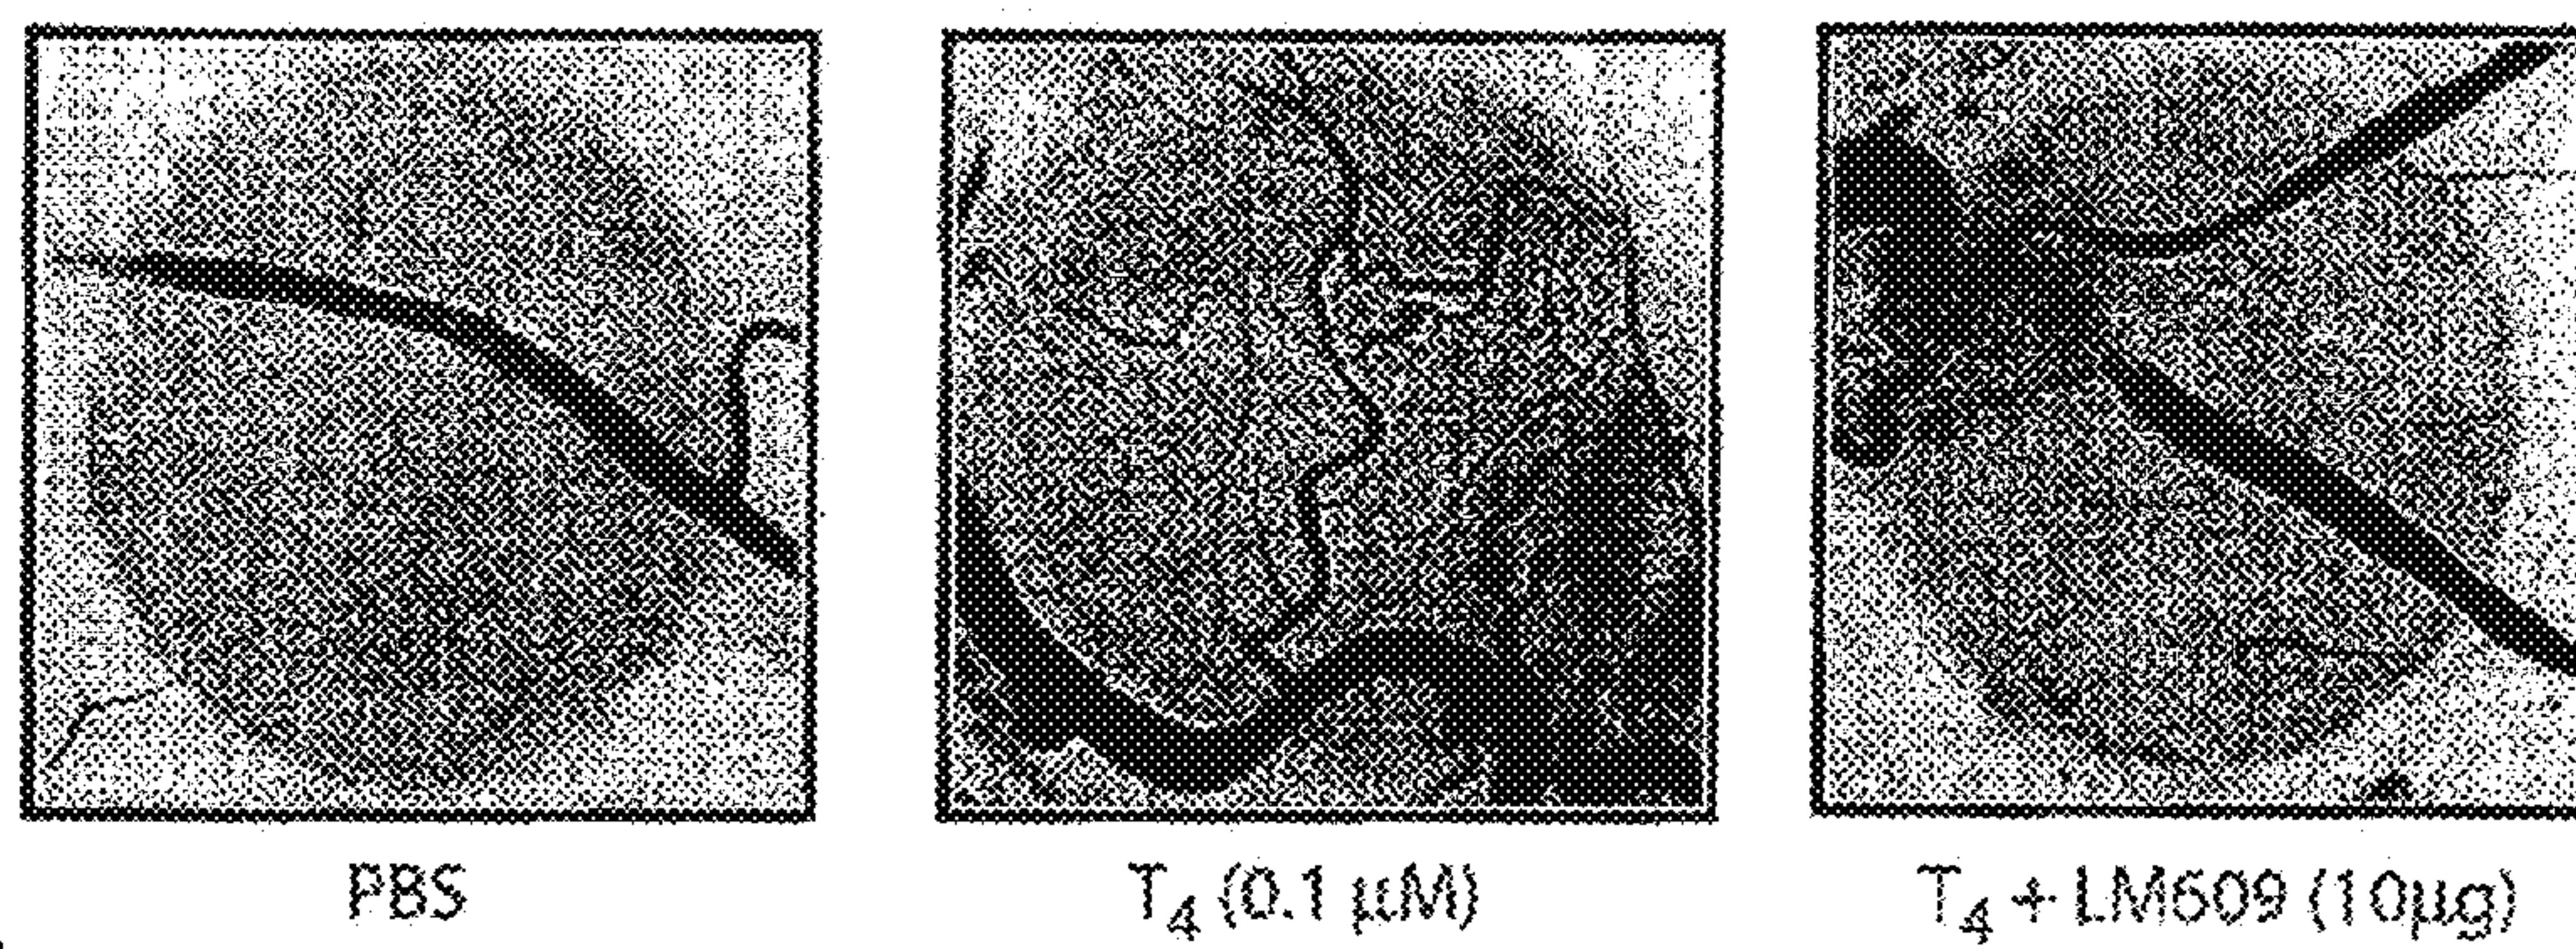 PBS
T₄ (0.1 μM)
T₄ + LM609 (10μg)